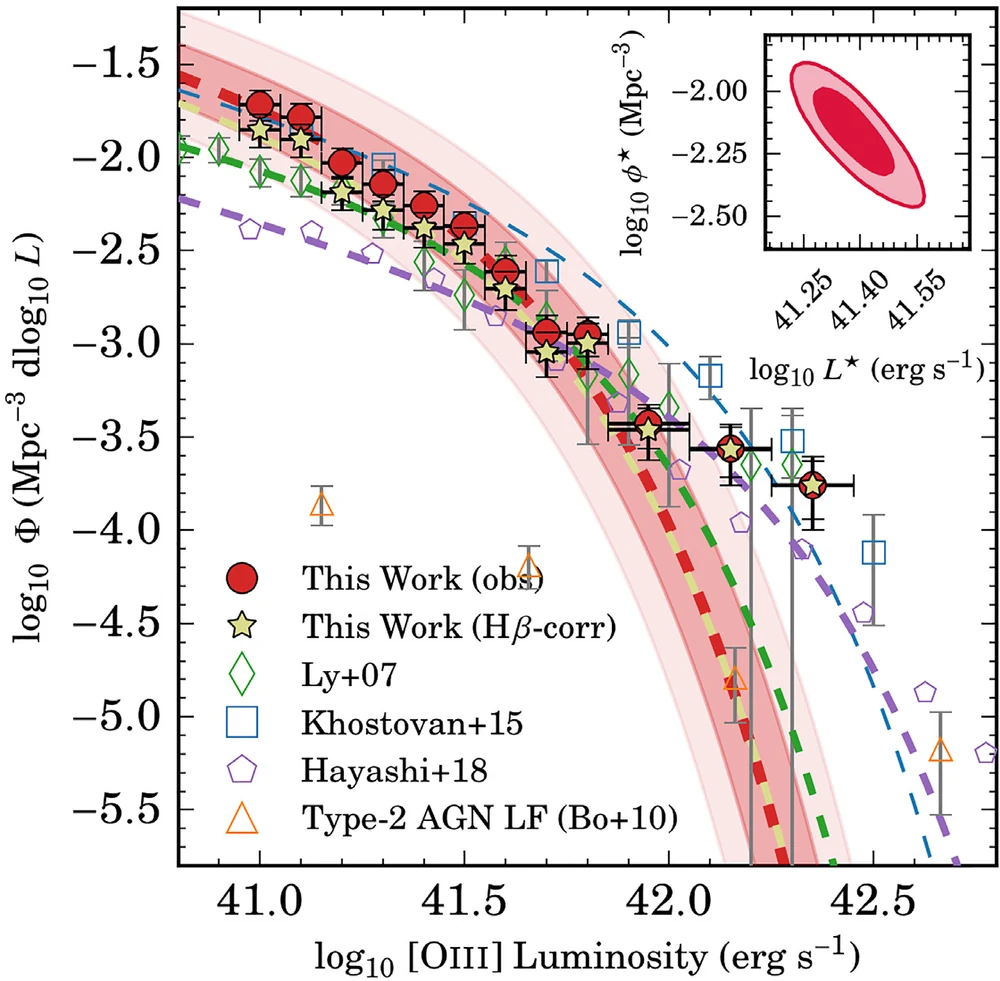 log₁₀ Φ (Mpc⁻³ dlog₁₀ L)
−1.5
−2.0
−2.5
−3.0
−3.5
−4.0
−4.5
−5.0
−5.5
This Work (obs)
This Work (Hβ-corr)
Ly+07
Khostovan+15
Hayashi+18
Type-2 AGN LF (Bo+10)
log₁₀ ϕ⋆ (Mpc⁻³)
−2.00
−2.25
−2.50
41.25
41.40
41.55
log₁₀ L⋆ (erg s⁻¹)
41.0
41.5
42.0
42.5
log₁₀ [OIII] Luminosity (erg s⁻¹)